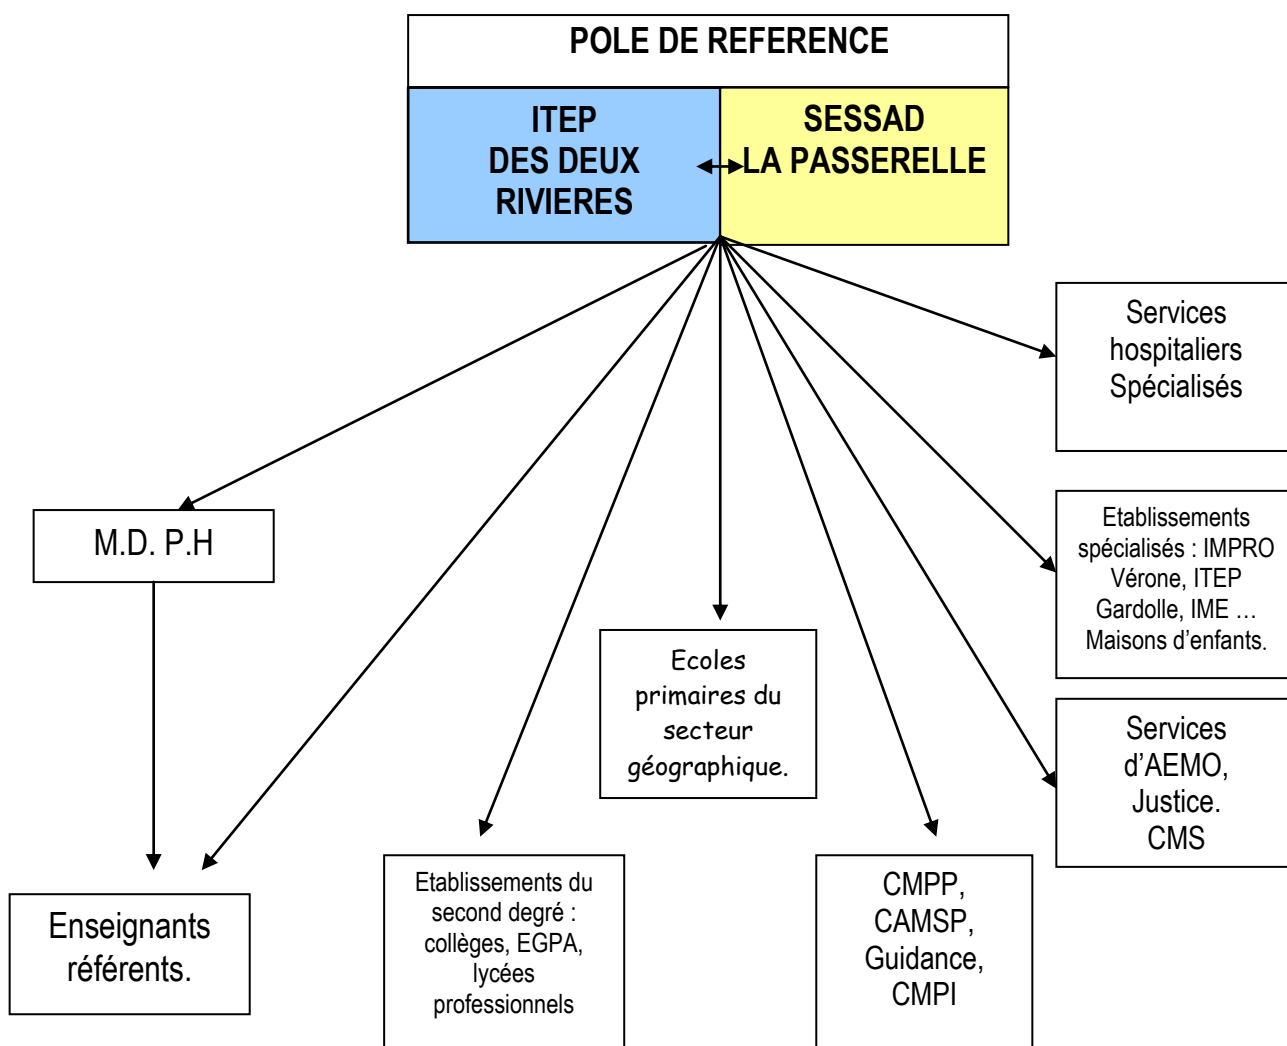 POLE DE REFERENCE
ITEP
DES DEUX
RIVIERES
SESSAD
LA PASSERELLE
Services
hospitaliers
Spécialisés
M.D. P.H
Etablissements
spécialisés : IMPRO
Vérone, ITEP
Gardolle, IME …
Maisons d’enfants.
Ecoles
primaires du
secteur
géographique.
Services
d’AEMO,
Justice.
CMS
Enseignants
référents.
Etablissements du
second degré :
collèges, EGPA,
lycées
professionnels
CMPP,
CAMSP,
Guidance,
CMPI